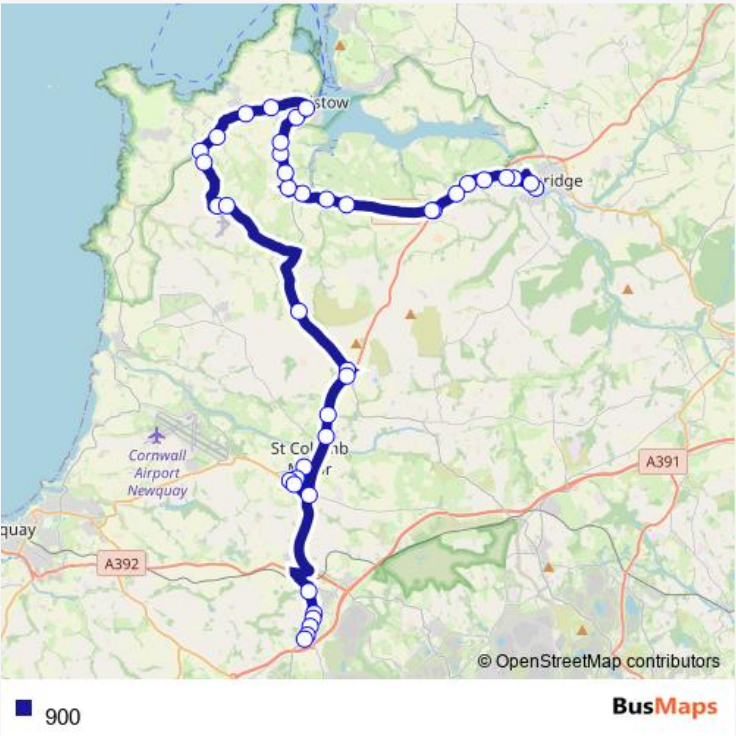 stow
ridge
St Columb
Cornwall
Airport
Newquay
A391
quay
A392
© OpenStreetMap contributors
900
BusMaps